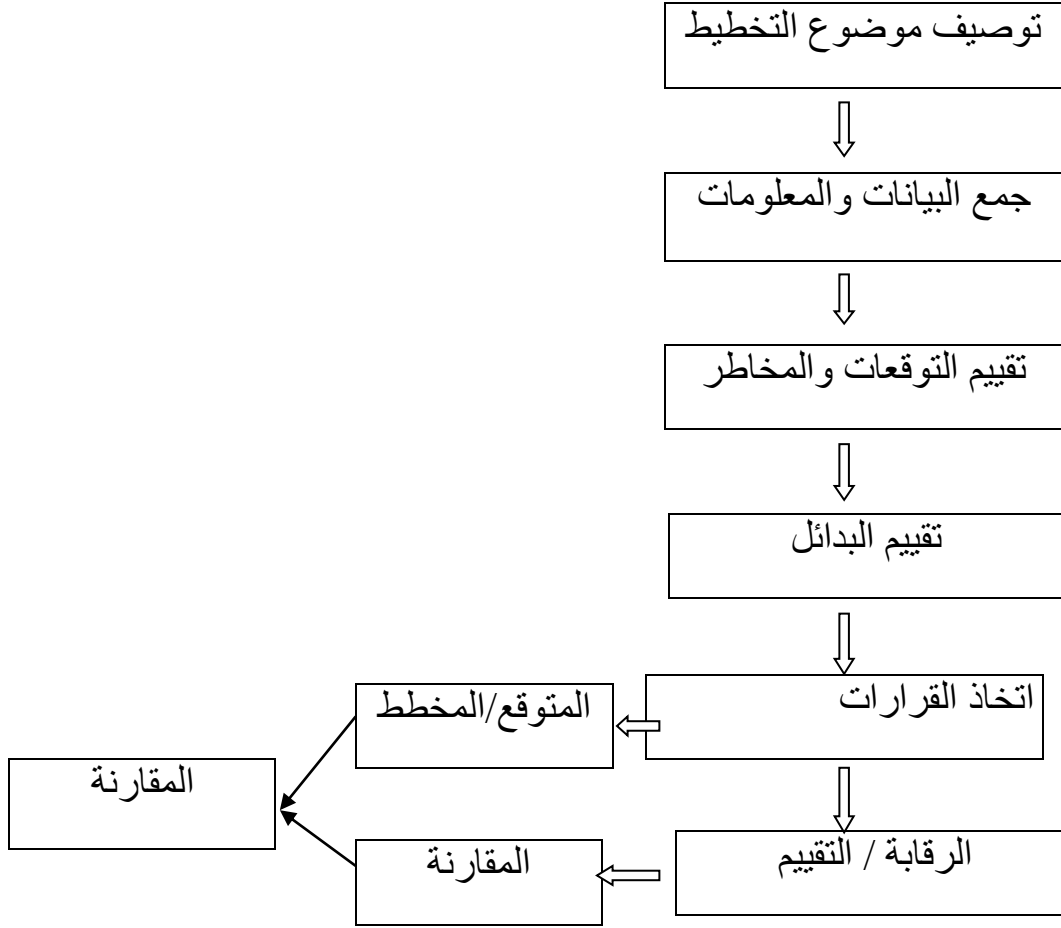 توصيف موضوع التخطيط
جمع البيانات والمعلومات
تقييم التوقعات والمخاطر
تقييم البدائل
اتخاذ القرارات
المتوقع/المخطط
المقارنة
الرقابة / التقييم
المقارنة